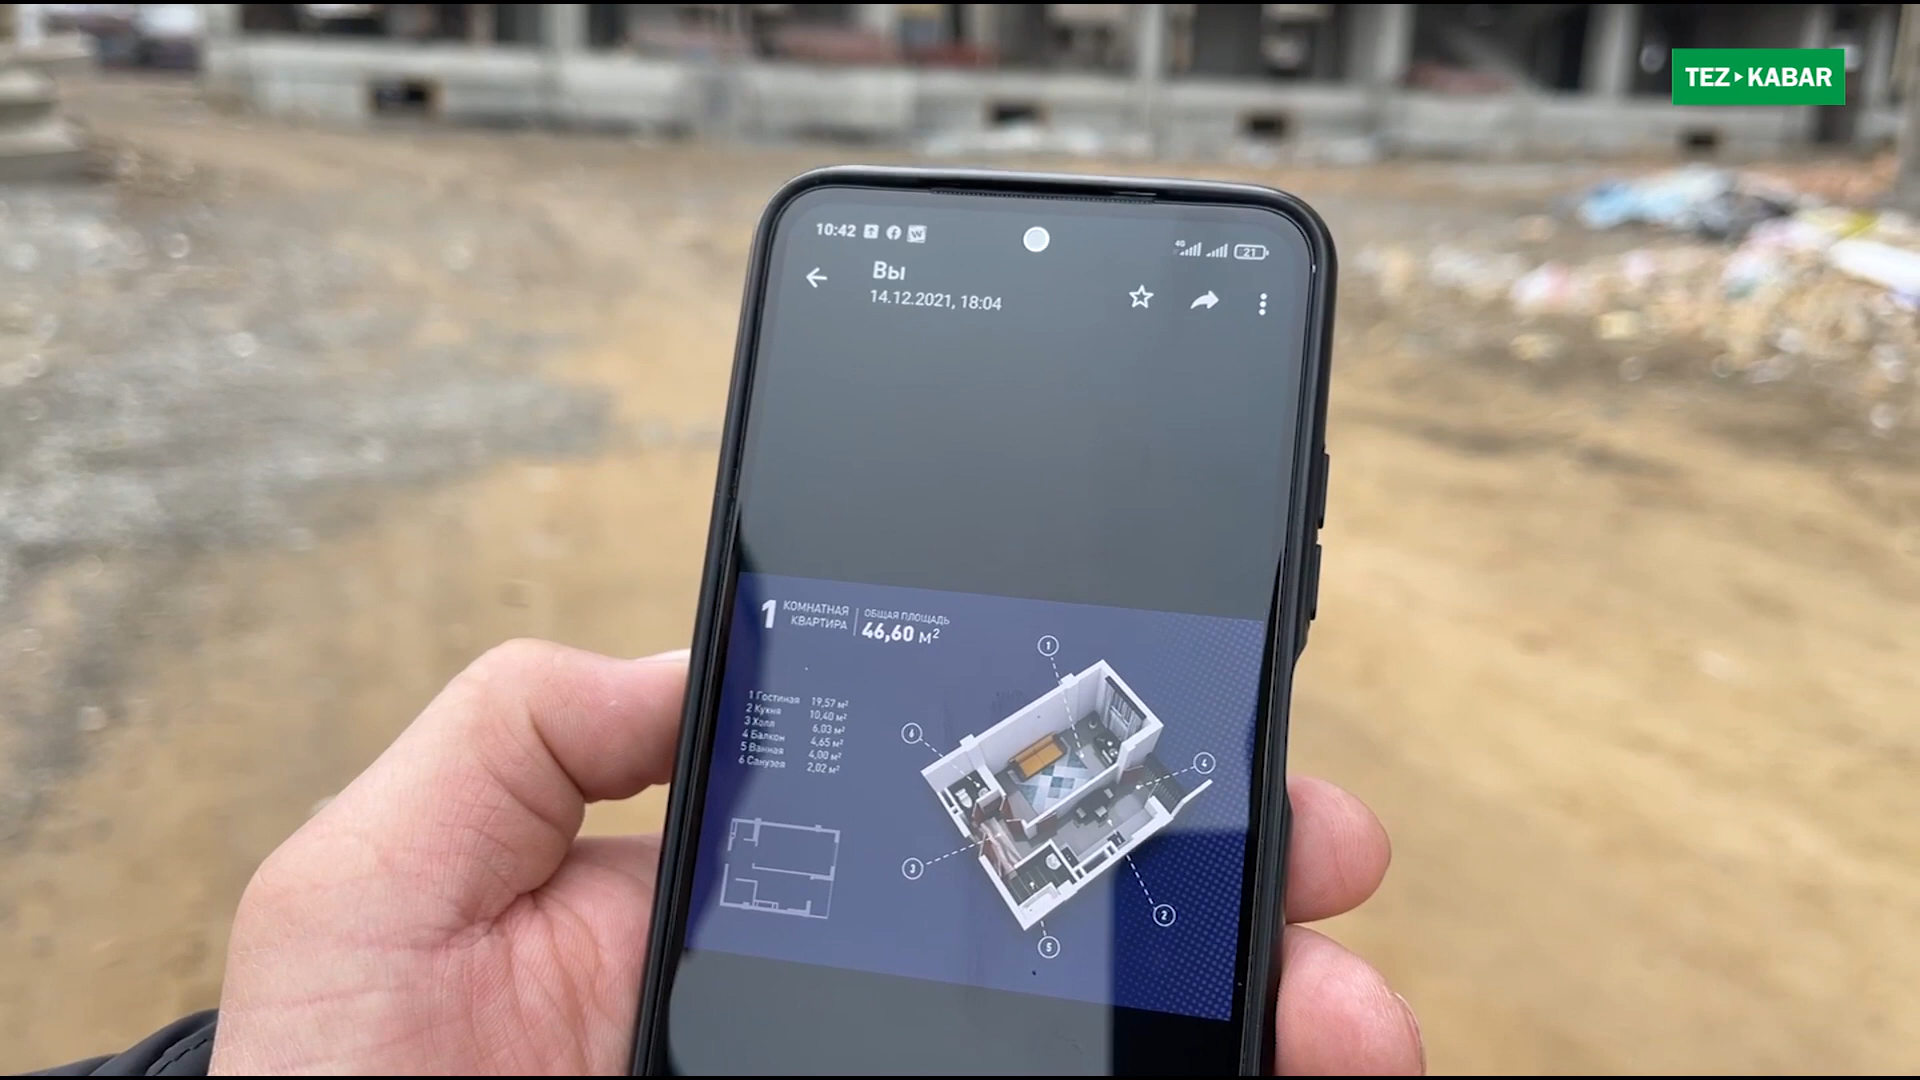 TEZ KABAR
10:42
4G
21
Вы
14.12.2021, 18:04
1 КОМНАТНАЯ КВАРТИРА
ОБЩАЯ ПЛОЩАДЬ
46,60 м²
1 Гостиная 19,57 м²
2 Кухня 10,40 м²
3 Холл 6,03 м²
4 Балкон 4,65 м²
5 Ванная 4,00 м²
6 Санузел 2,02 м²
1
6
4
3
2
5